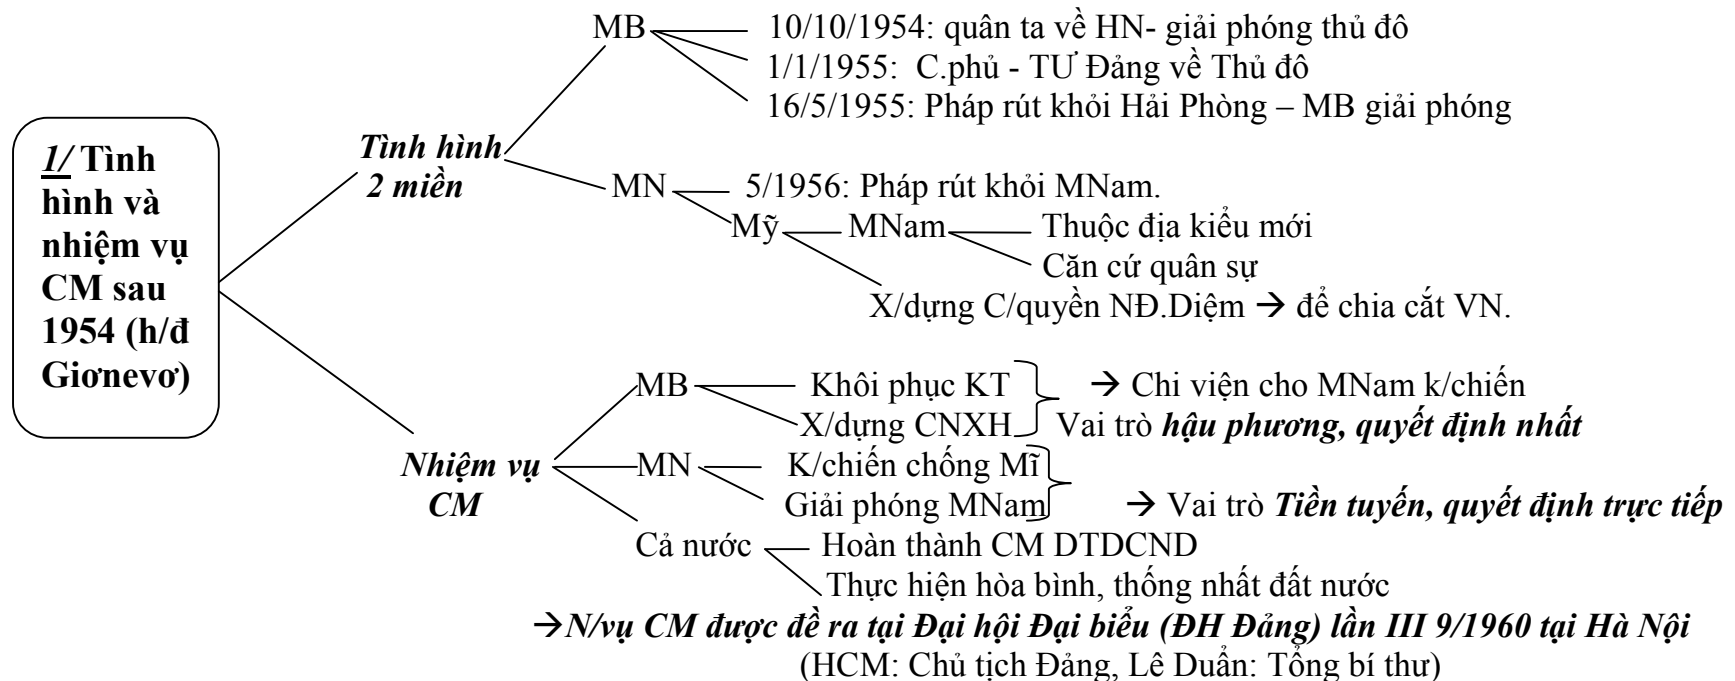 1/ Tình
hình và
nhiệm vụ
CM sau
1954 (h/đ
Giơnevơ)
Tình hình
2 miền
MB
10/10/1954: quân ta về HN- giải phóng thủ đô
1/1/1955: C.phủ - TƯ Đảng về Thủ đô
16/5/1955: Pháp rút khỏi Hải Phòng – MB giải phóng
MN
5/1956: Pháp rút khỏi MNam.
Mỹ
MNam
Thuộc địa kiểu mới
Căn cứ quân sự
X/dựng C/quyền NĐ.Diệm → để chia cắt VN.
Nhiệm vụ
CM
MB
Khôi phục KT
→ Chi viện cho MNam k/chiến
X/dựng CNXH
Vai trò hậu phương, quyết định nhất
MN
K/chiến chống Mĩ
Giải phóng MNam
→ Vai trò Tiền tuyến, quyết định trực tiếp
Cả nước
Hoàn thành CM DTDCND
Thực hiện hòa bình, thống nhất đất nước
→N/vụ CM được đề ra tại Đại hội Đại biểu (ĐH Đảng) lần III 9/1960 tại Hà Nội
(HCM: Chủ tịch Đảng, Lê Duẩn: Tổng bí thư)